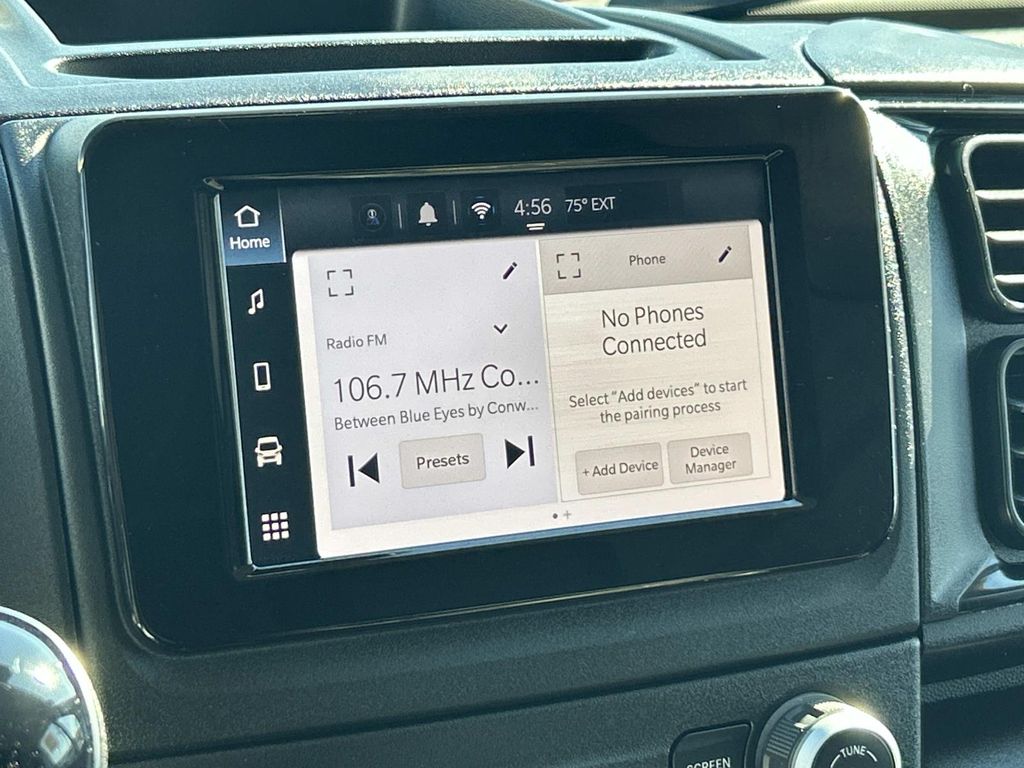 4:56 75° EXT
Home
Phone
Radio FM
106.7 MHz Co...
Between Blue Eyes by Conw...
Presets
No Phones
Connected
Select "Add devices" to start
the pairing process
+ Add Device
Device
Manager
SCREEN
TUNE